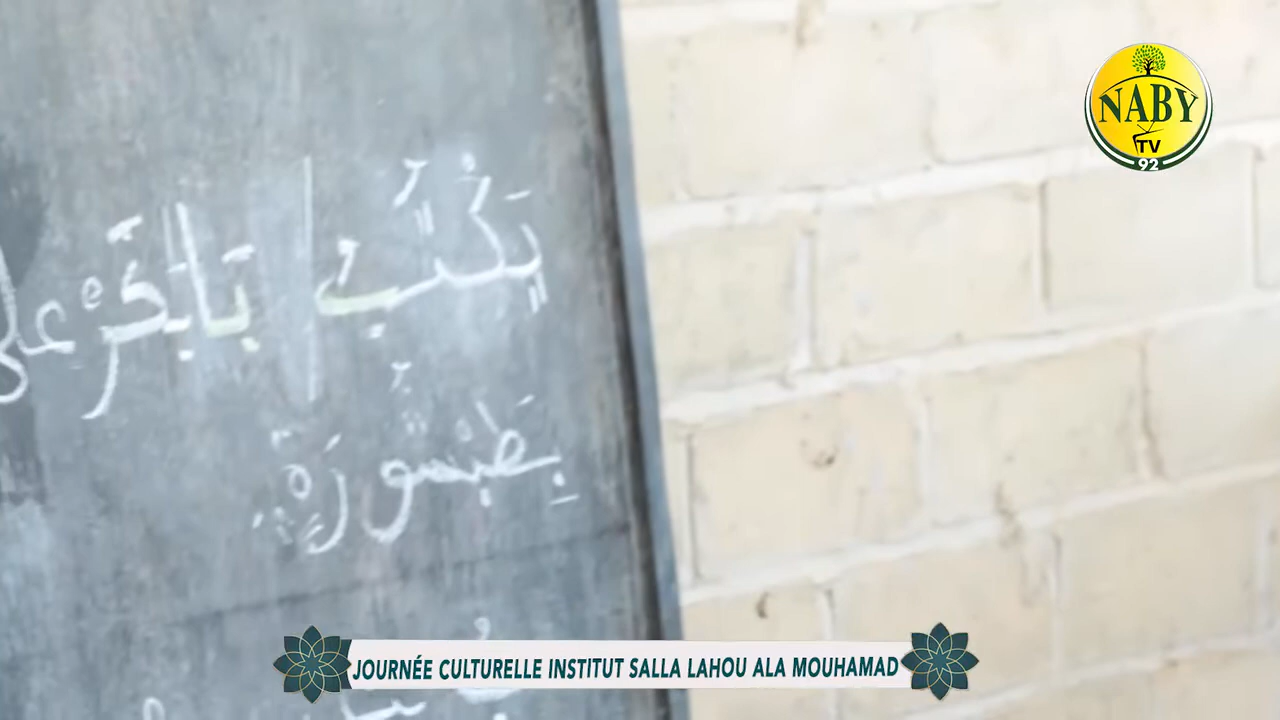 NABY
TV
92
يَكْتُبُ بَابَكَرْ عِلَى
بِطَبْشُورَةٍ
JOURNÉE CULTURELLE INSTITUT SALLA LAHOU ALA MOUHAMAD